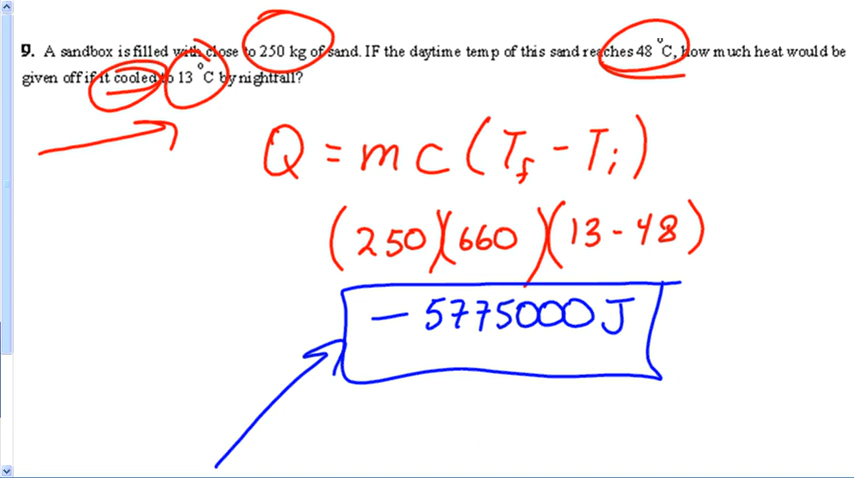 9. A sandbox is filled with close to 250 kg of sand. IF the daytime temp of this sand reaches 48 °C, how much heat would be
given off if it cooled to 13 °C by nightfall?
Q = mc(Tf - Ti)
(250)(660)(13-48)
- 5775000 J